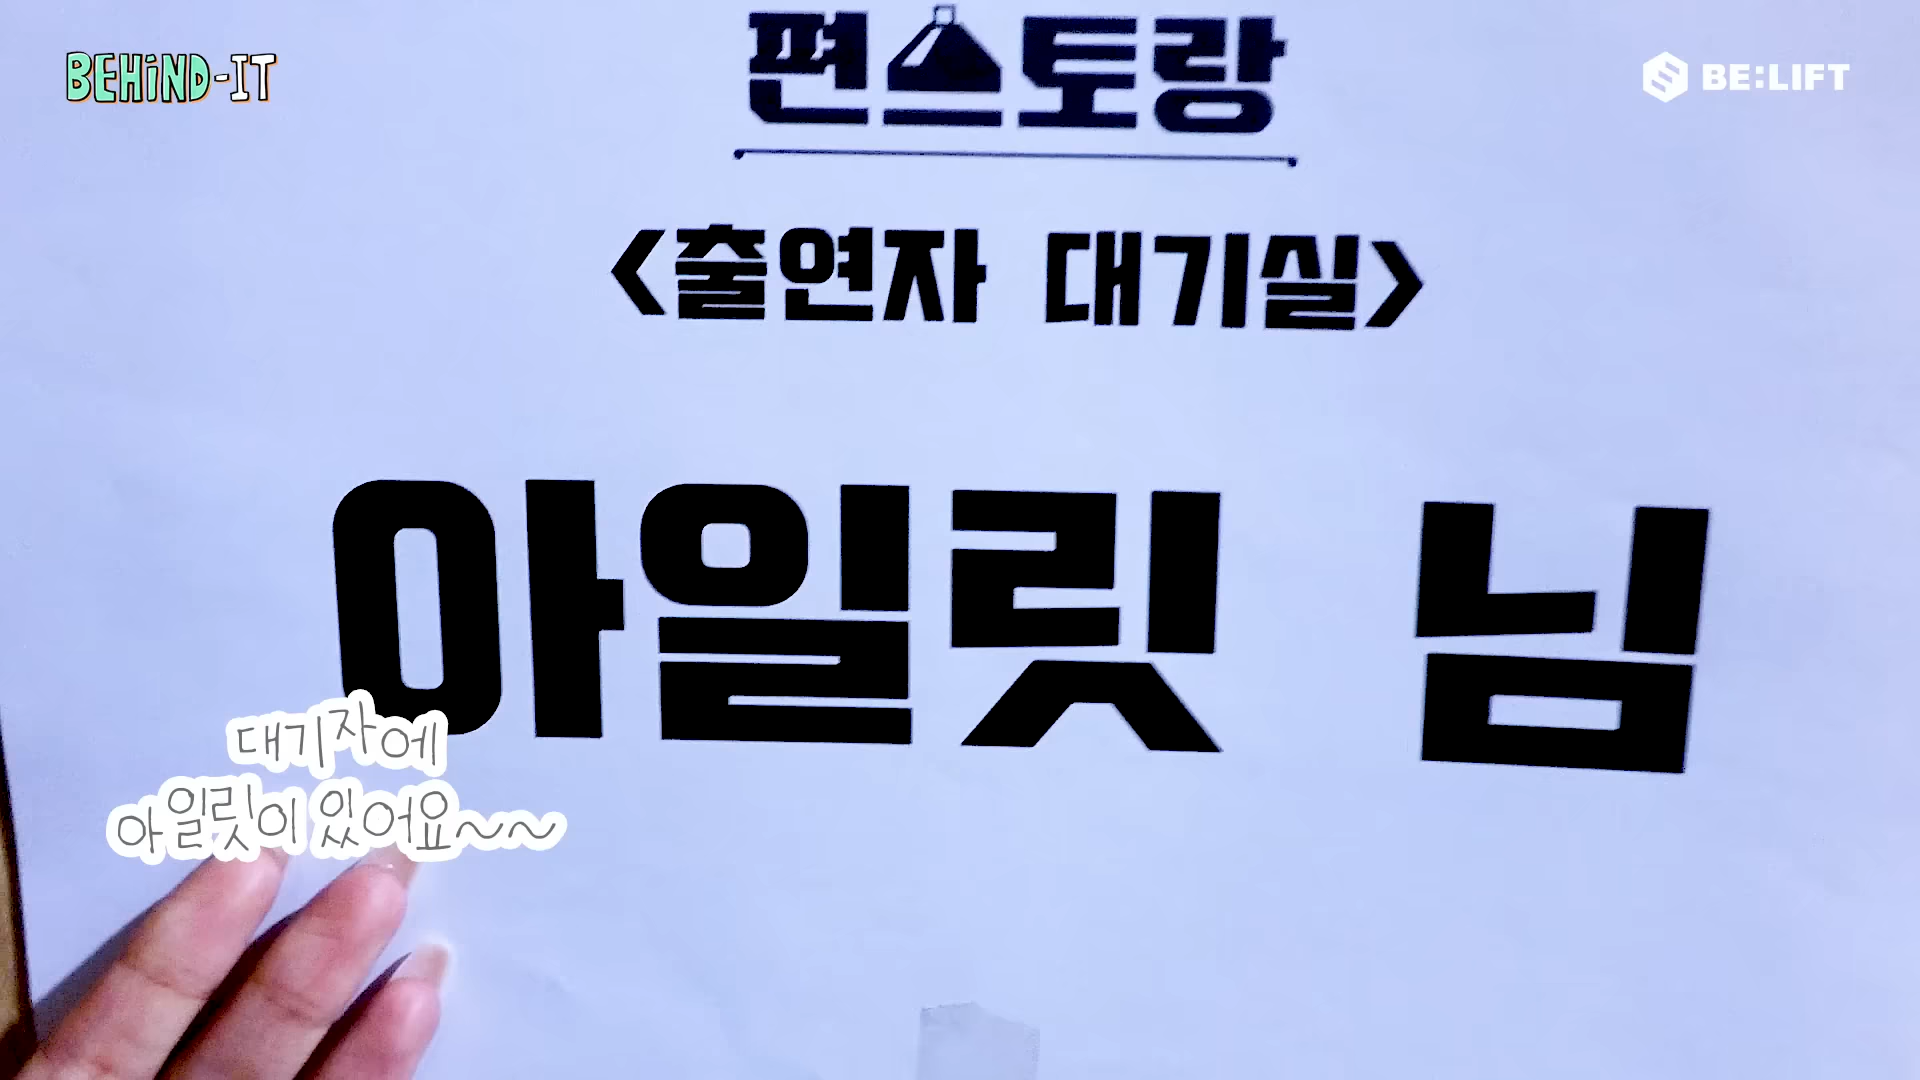 BEHiND-IT
편스토랑
BE:LIFT
<출연자 대기실>
아일릿 님
대기자에
아일릿이 있어요~~